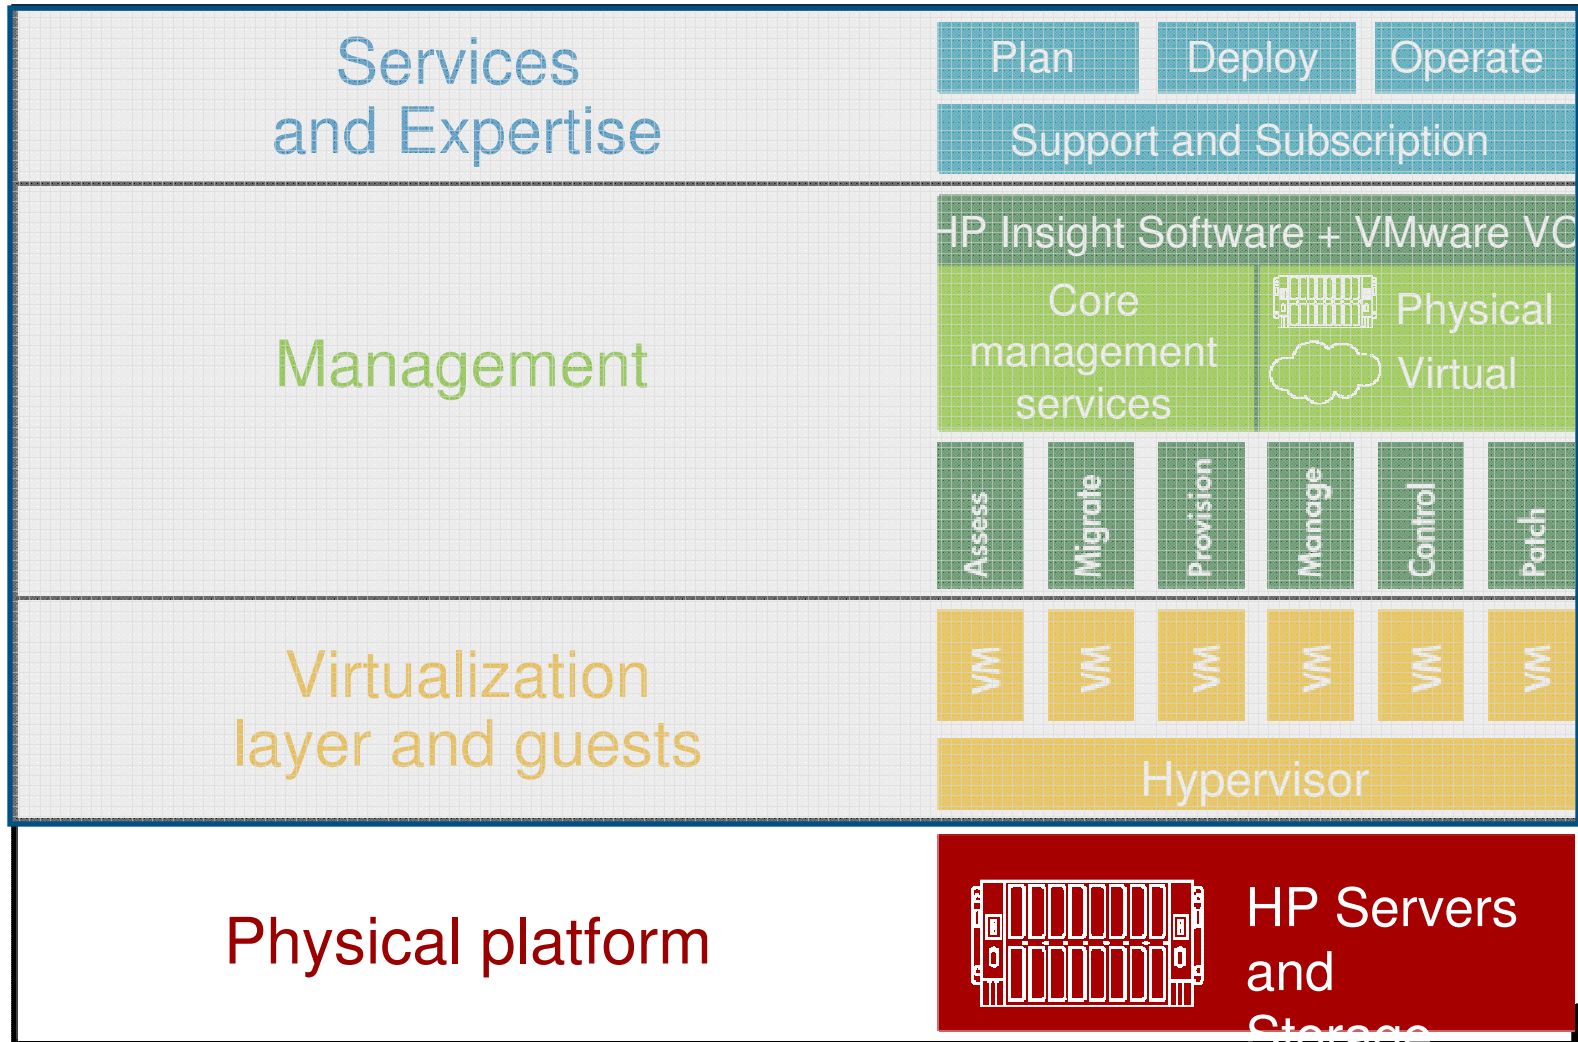 Services
and Expertise
Plan
Deploy
Operate
Support and Subscription
Management
HP Insight Software + VMware VC
Core
management
services
Physical
Virtual
Assess
Migrate
Provision
Manage
Control
Patch
Virtualization
layer and guests
VM
VM
VM
VM
VM
VM
Hypervisor
Physical platform
HP Servers
and
Storage